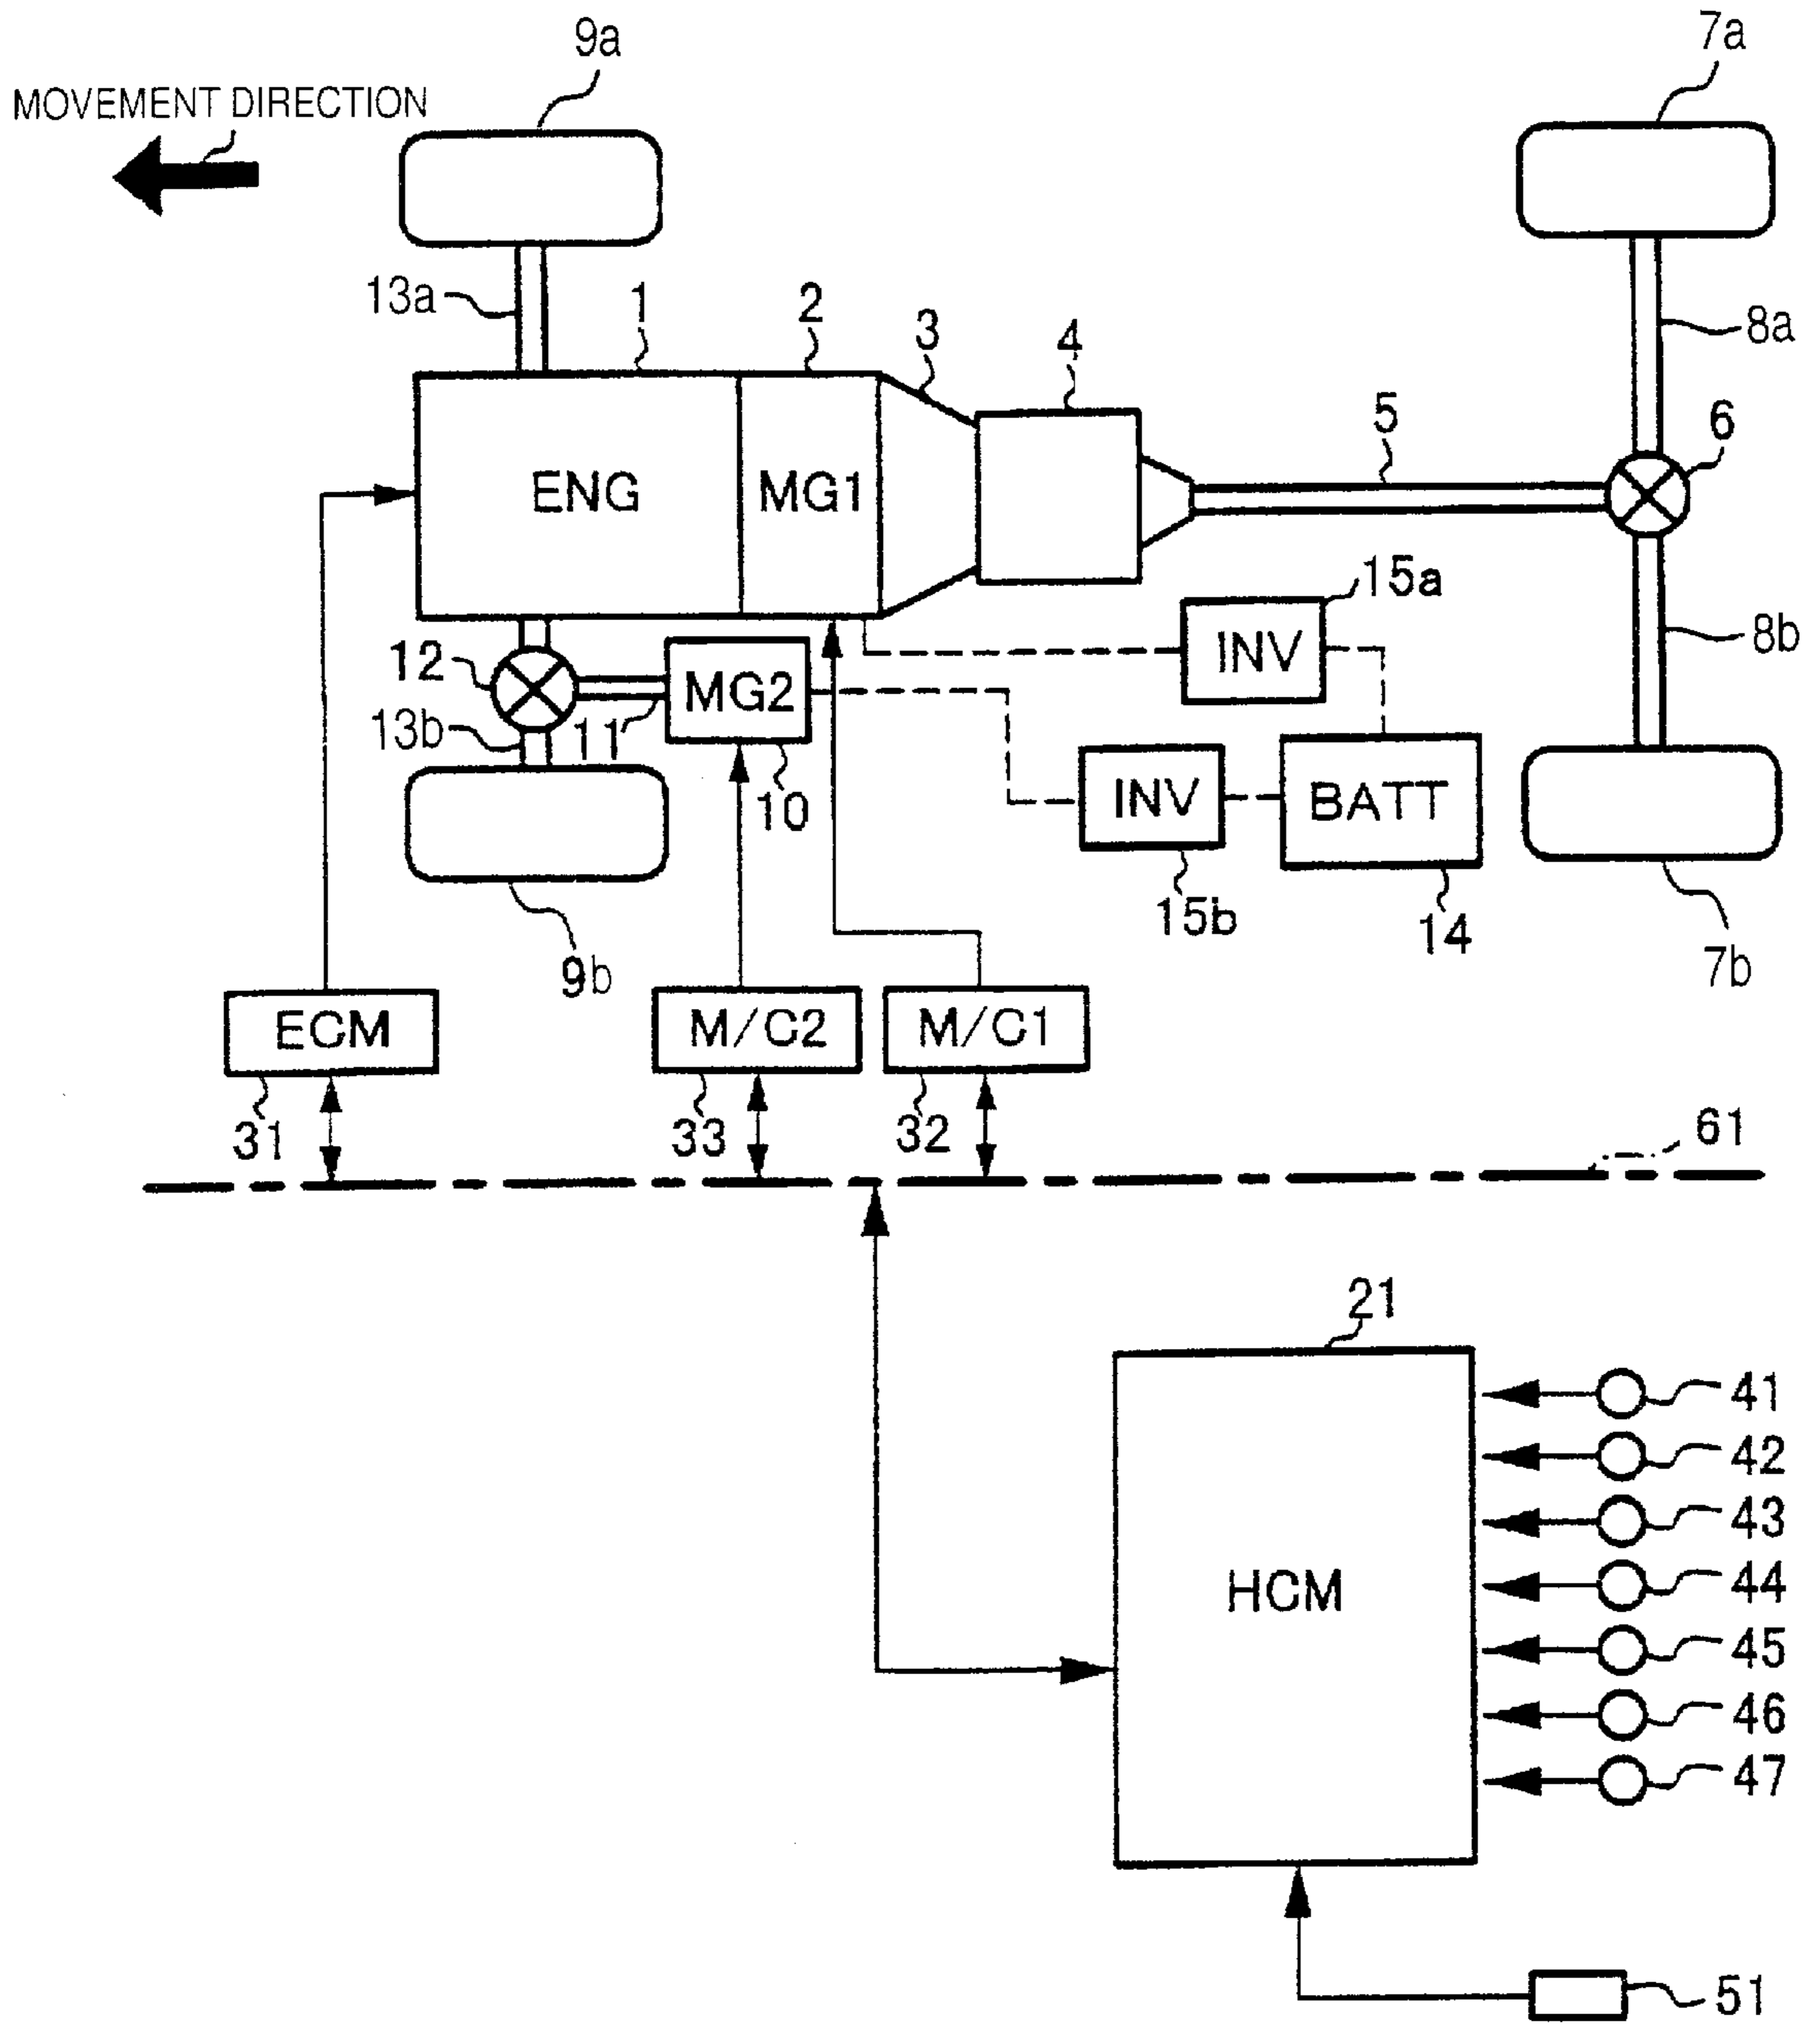 9a
7a
MOVEMENT DIRECTION
13a
1
2
3
4
8a
5
6
ENG
MG1
15a
12
INV
8b
MG2
13b
11
10
INV
BATT
15b
14
9b
7b
ECM
M/C2
M/C1
31
33
32
61
21
41
42
43
HCM
44
45
46
47
51